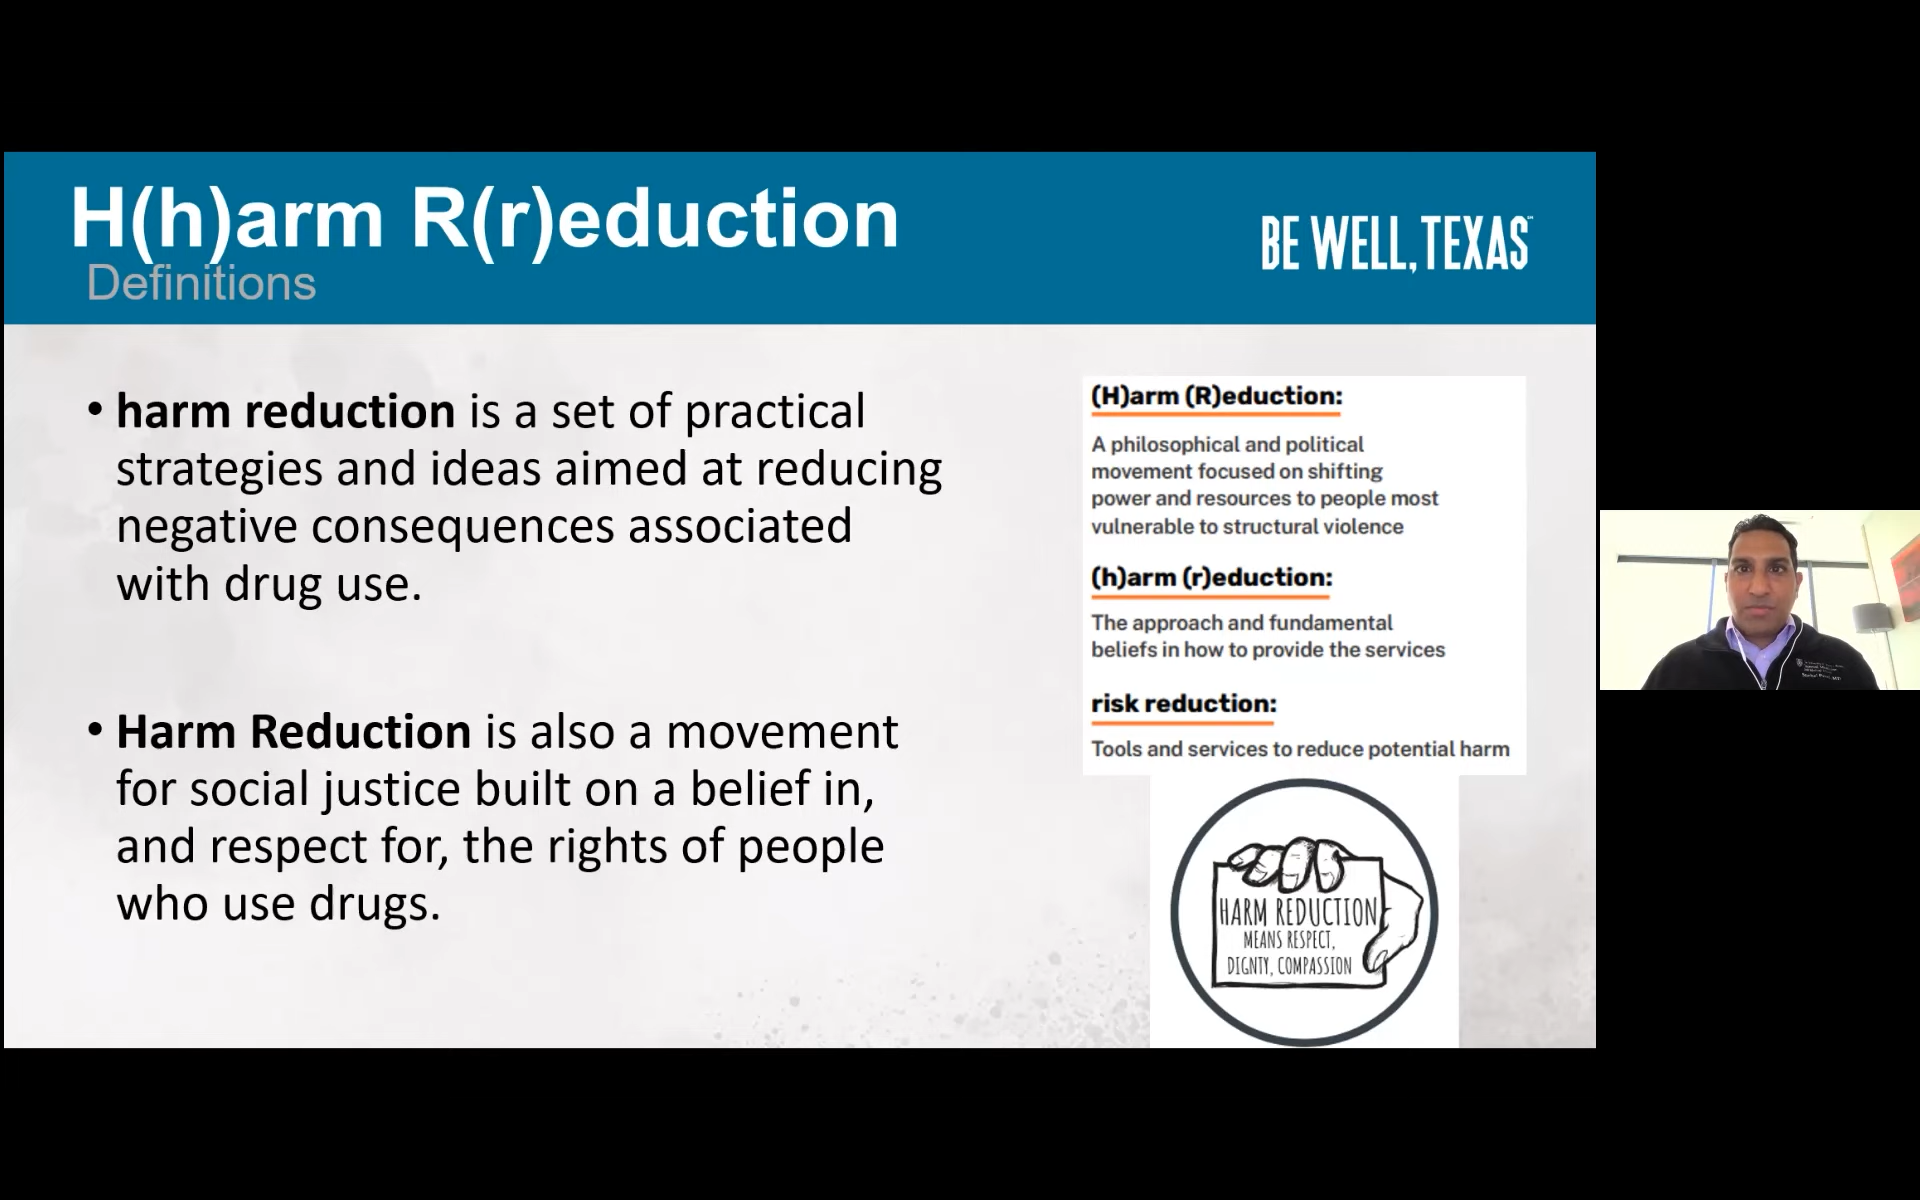 H(h)arm R(r)eduction
Definitions
BE WELL, TEXAS℠
• harm reduction is a set of practical
strategies and ideas aimed at reducing
negative consequences associated
with drug use.
• Harm Reduction is also a movement
for social justice built on a belief in,
and respect for, the rights of people
who use drugs.
(H)arm (R)eduction:
A philosophical and political
movement focused on shifting
power and resources to people most
vulnerable to structural violence
(h)arm (r)eduction:
The approach and fundamental
beliefs in how to provide the services
risk reduction:
Tools and services to reduce potential harm
HARM REDUCTION
MEANS RESPECT,
DIGNTY, COMPASSION